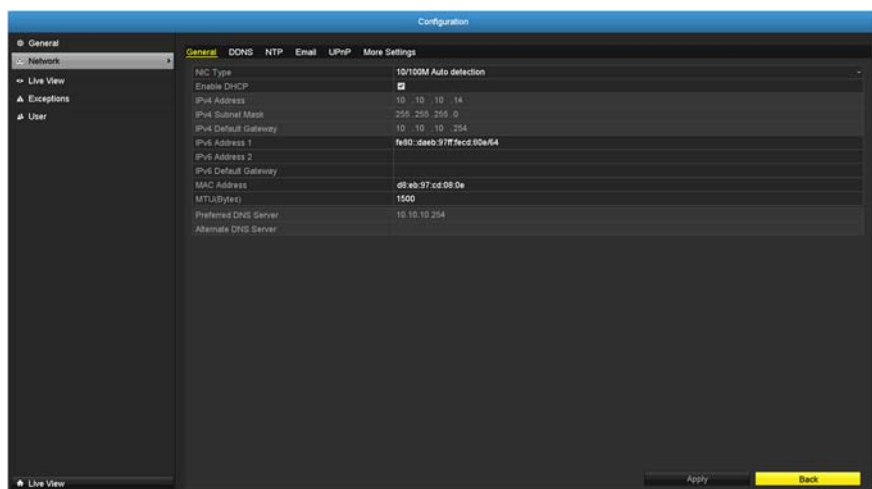 Configuration
General
Network
Live View
Exceptions
User
General DDNS NTP Email UPnP More Settings
NIC Type 10/100M Auto detection
Enable DHCP
IPv4 Address 10 .10 .10 .14
IPv4 Subnet Mask 255.255.255.0
IPv4 Default Gateway 10 .10 .10 .254
IPv6 Address 1 fe80::daeb:97ff:fecd:80e/64
IPv6 Address 2
IPv6 Default Gateway
MAC Address d8:eb:97:cd:08:0e
MTU(Bytes) 1500
Preferred DNS Server 10.10.10.254
Alternate DNS Server
Live View
Apply Back